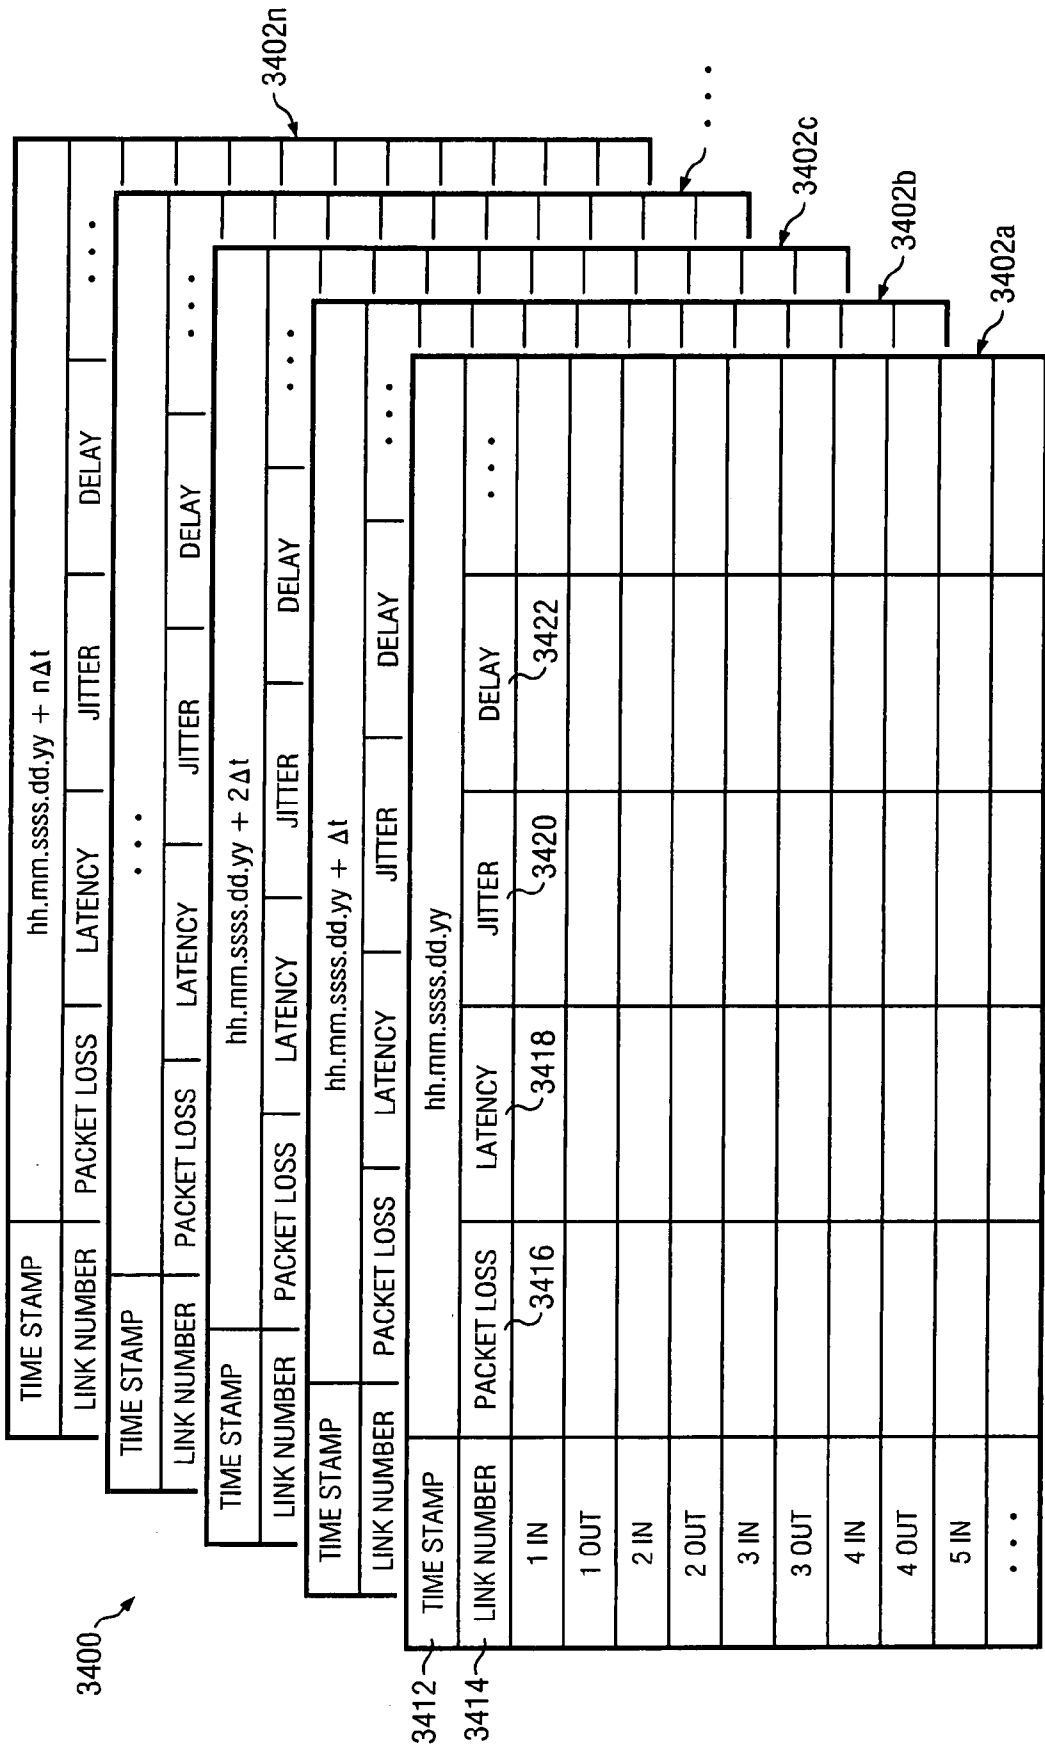 3400
3402n
TIME STAMP hh.mm.ssss.dd.yy + nΔt
LINK NUMBER PACKET LOSS LATENCY JITTER DELAY • • •
• • •
TIME STAMP • • •
LINK NUMBER PACKET LOSS LATENCY JITTER DELAY • • •
3402c
TIME STAMP hh.mm.ssss.dd.yy + 2Δt
LINK NUMBER PACKET LOSS LATENCY JITTER DELAY • • •
3402b
TIME STAMP hh.mm.ssss.dd.yy + Δt
LINK NUMBER PACKET LOSS LATENCY JITTER DELAY • • •
3402a
3412 TIME STAMP hh.mm.ssss.dd.yy
3414 LINK NUMBER PACKET LOSS LATENCY JITTER DELAY • • •
1 IN 3416 3418 3420 3422
1 OUT
2 IN
2 OUT
3 IN
3 OUT
4 IN
4 OUT
5 IN
• • •